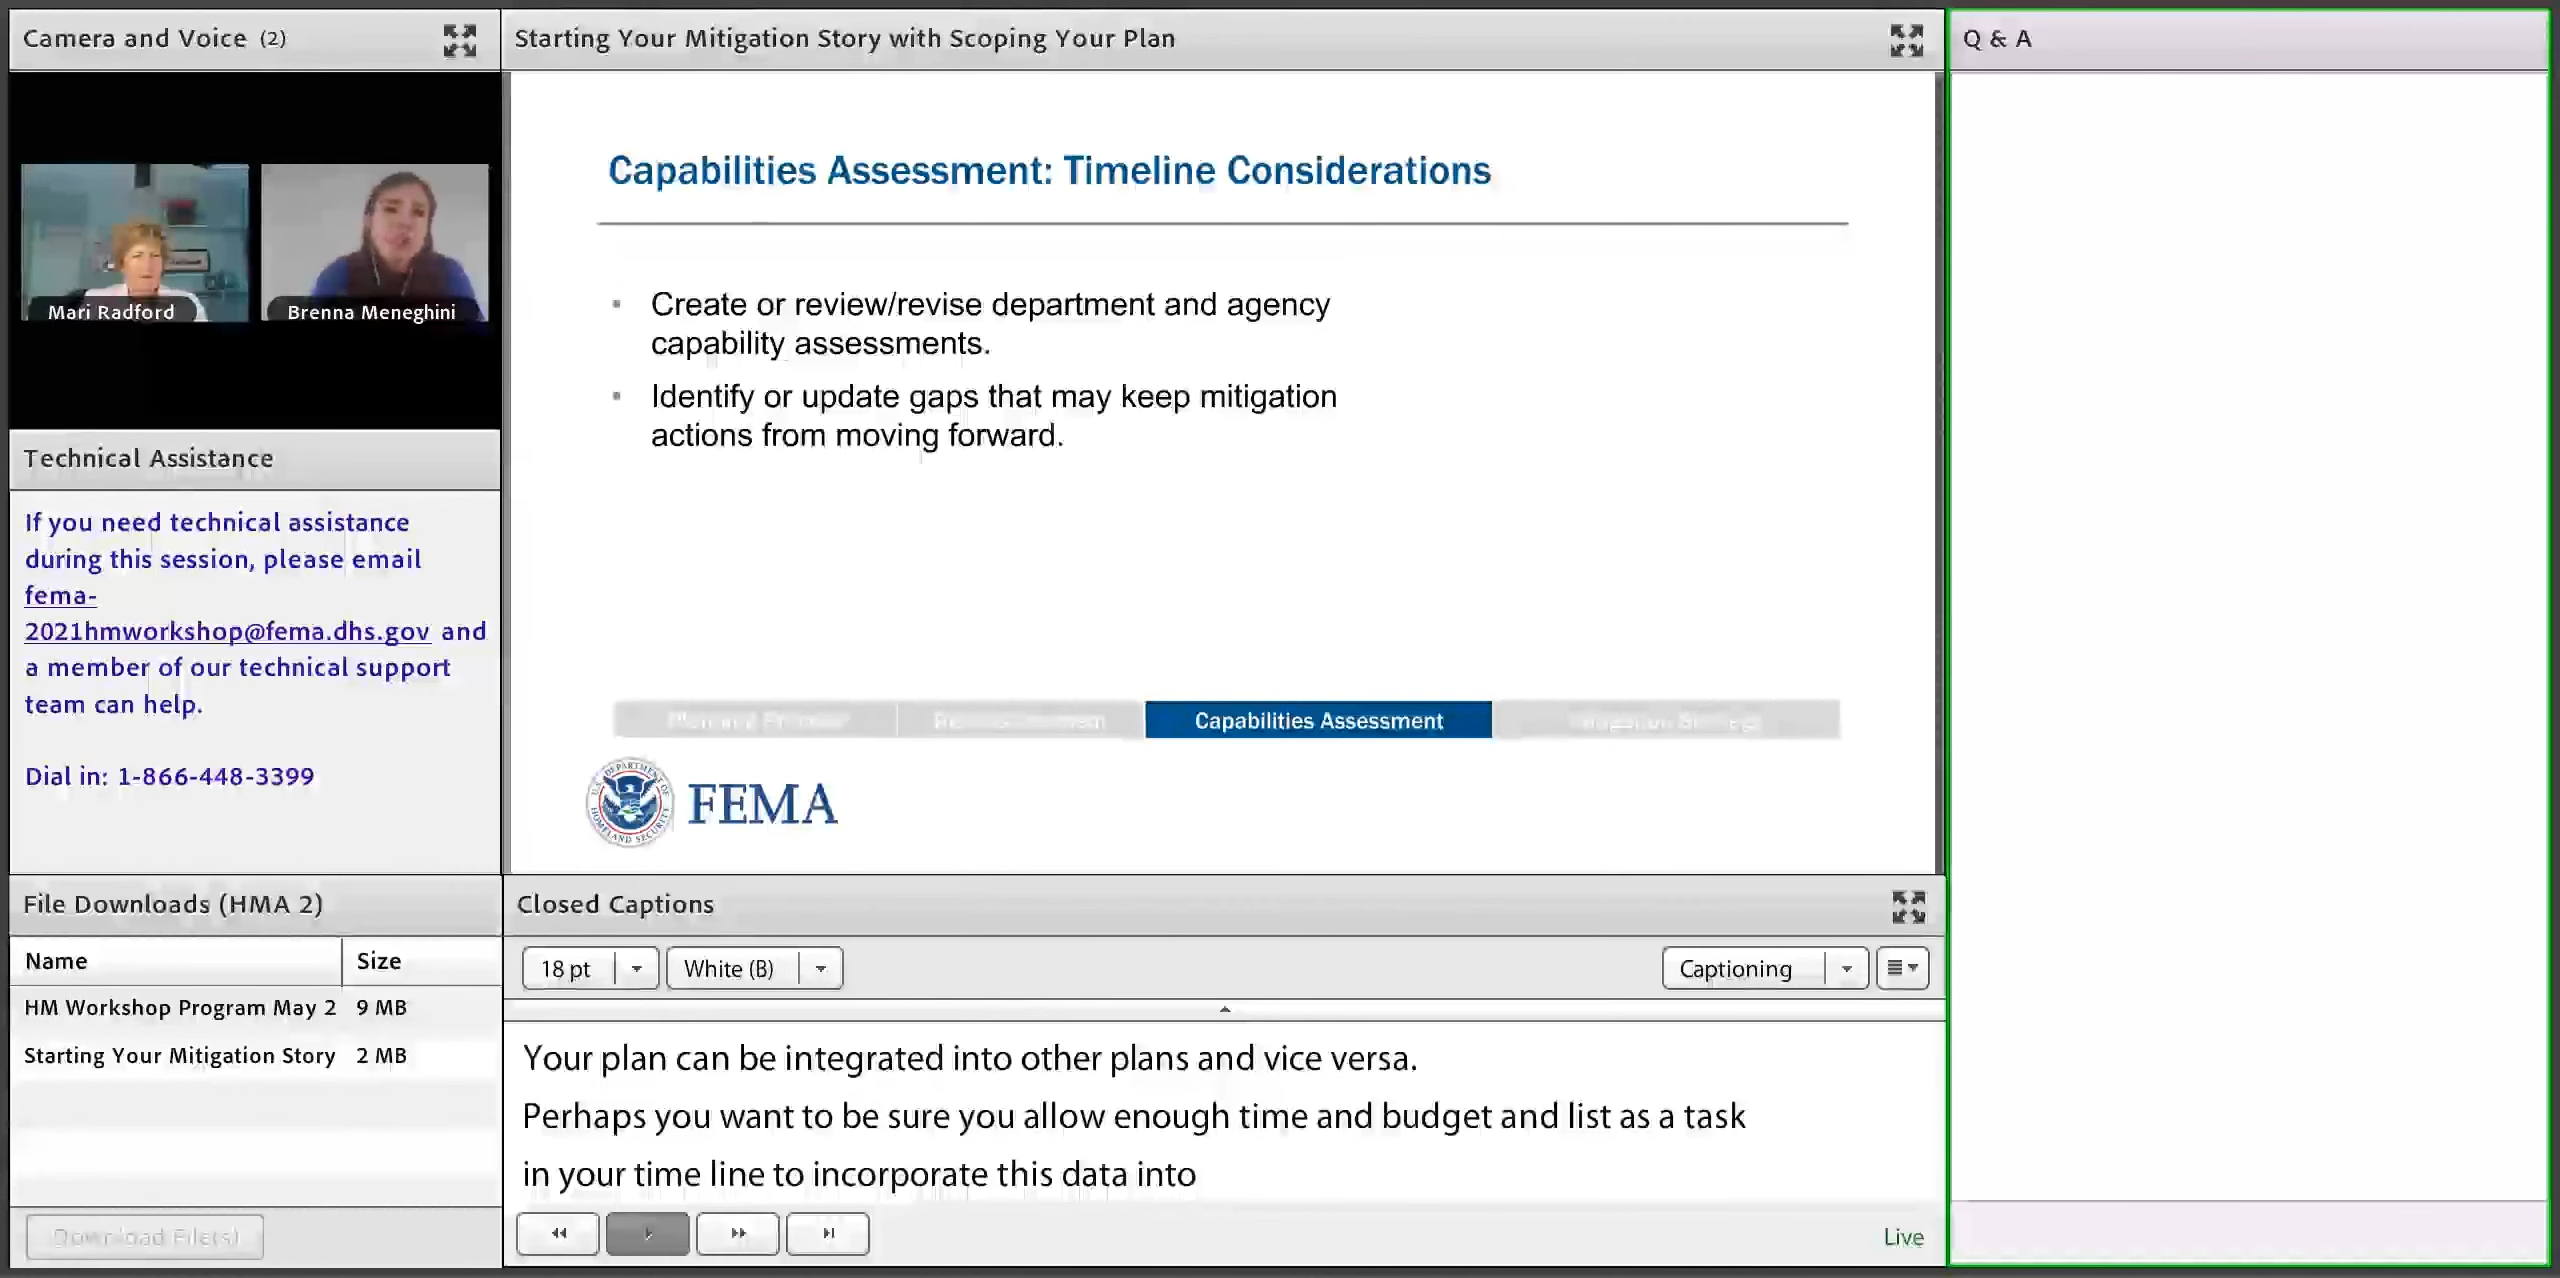 Camera and Voice (2)
Mari Radford
Brenna Meneghini
Technical Assistance
If you need technical assistance
during this session, please email
fema-
2021hmworkshop@fema.dhs.gov and
a member of our technical support
team can help.
Dial in: 1-866-448-3399
File Downloads (HMA 2)
Name Size
HM Workshop Program May 2 9 MB
Starting Your Mitigation Story 2 MB
Download File(s)
Starting Your Mitigation Story with Scoping Your Plan
Capabilities Assessment: Timeline Considerations
Create or review/revise department and agency
capability assessments.
Identify or update gaps that may keep mitigation
actions from moving forward.
Capabilities Assessment
U.S. DEPARTMENT OF
HOMELAND SECURITY
FEMA
Closed Captions
18 pt White (B) Captioning
Your plan can be integrated into other plans and vice versa.
Perhaps you want to be sure you allow enough time and budget and list as a task
in your time line to incorporate this data into
Live
Q & A